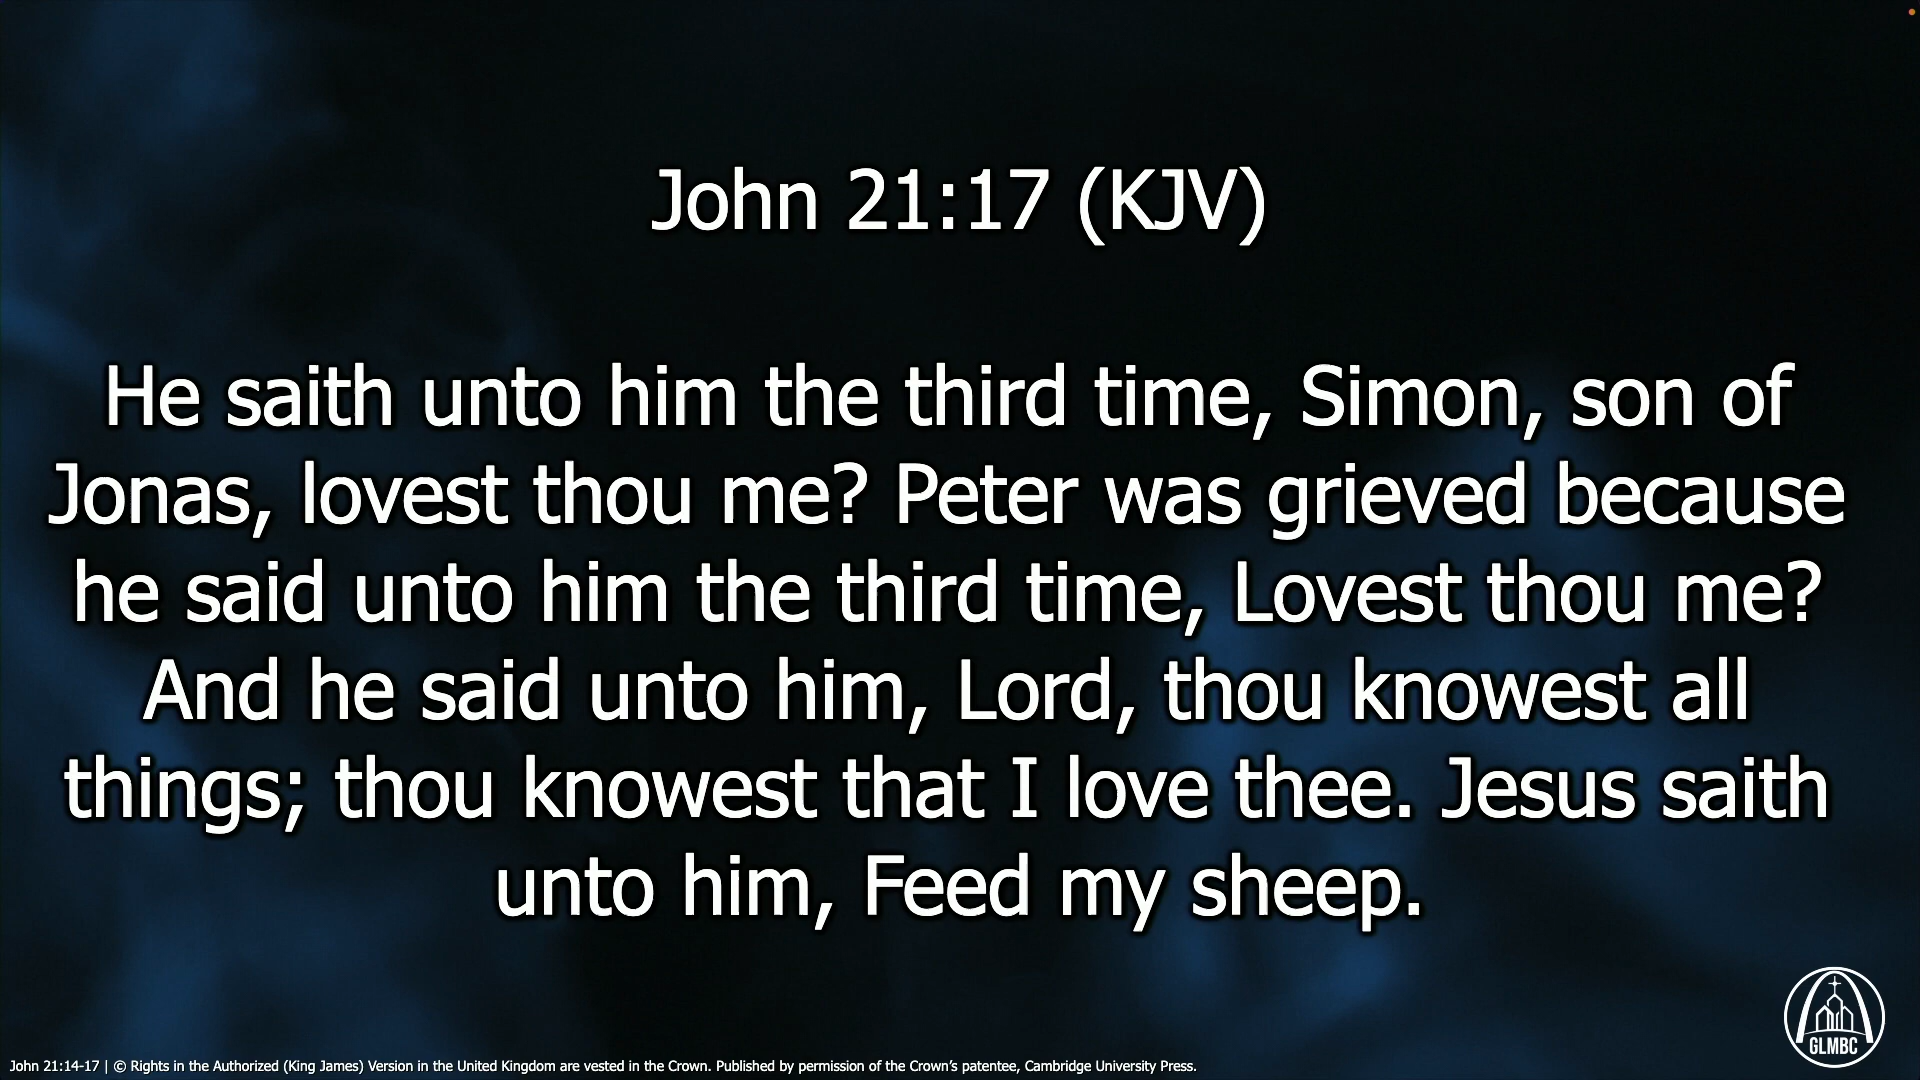 John 21:17 (KJV)
He saith unto him the third time, Simon, son of
Jonas, lovest thou me? Peter was grieved because
he said unto him the third time, Lovest thou me?
And he said unto him, Lord, thou knowest all
things; thou knowest that I love thee. Jesus saith
unto him, Feed my sheep.
GLMBC
John 21:14-17 | © Rights in the Authorized (King James) Version in the United Kingdom are vested in the Crown. Published by permission of the Crown’s patentee, Cambridge University Press.